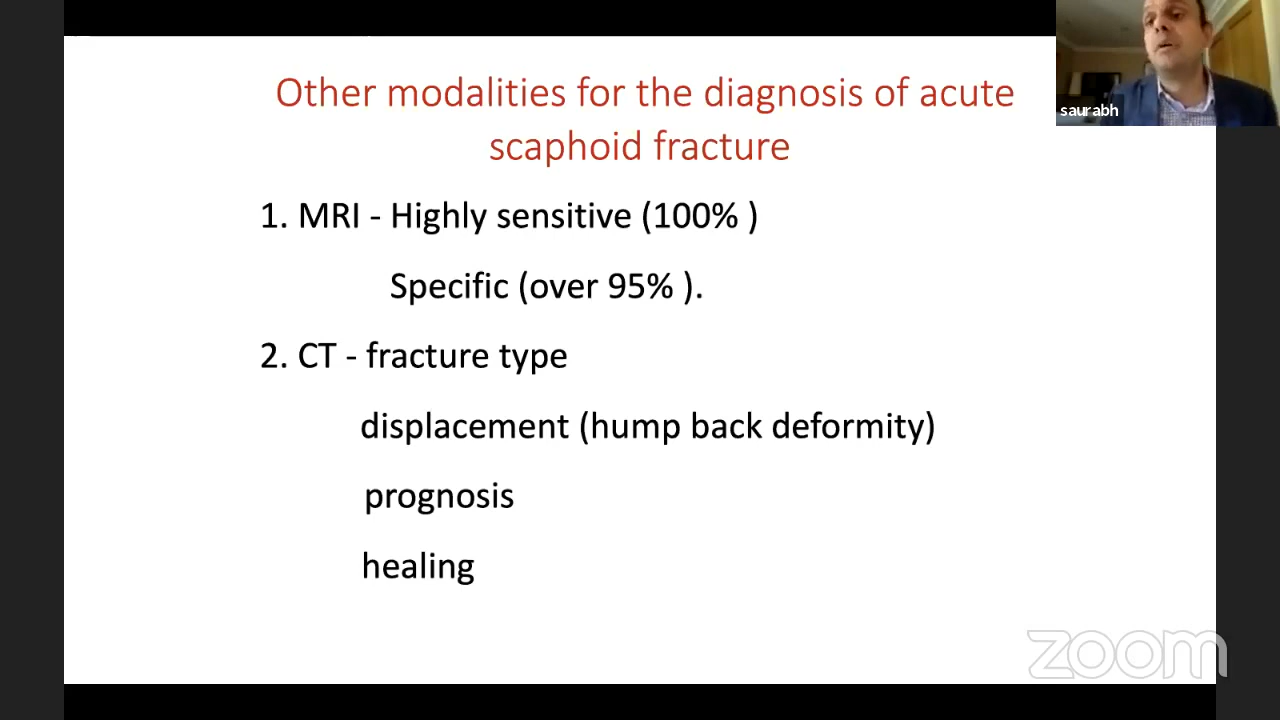 Other modalities for the diagnosis of acute
scaphoid fracture
1. MRI - Highly sensitive (100% )
Specific (over 95% ).
2. CT - fracture type
displacement (hump back deformity)
prognosis
healing
saurabh
zoom